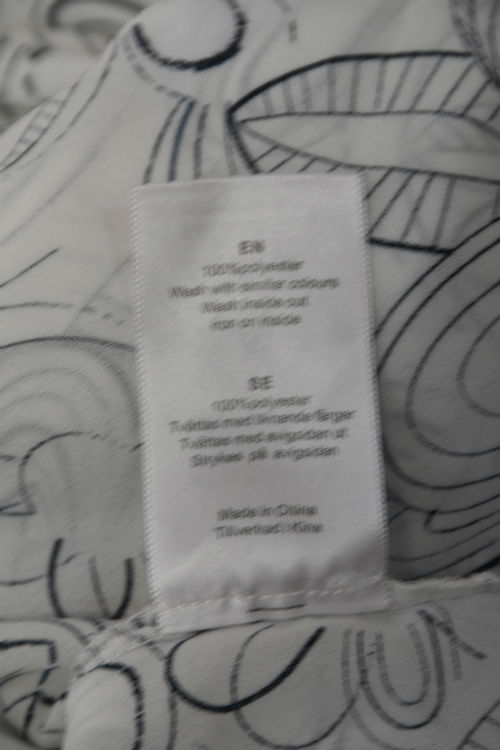 EN
100%polyester
Wash with similar colours
Wash inside out
Iron on inside
SE
100%polyester
Tvättas med liknande färger
Tvättas med avigsidan ut
Strykes på avigsidan
Made in China
Tillverkad i Kina